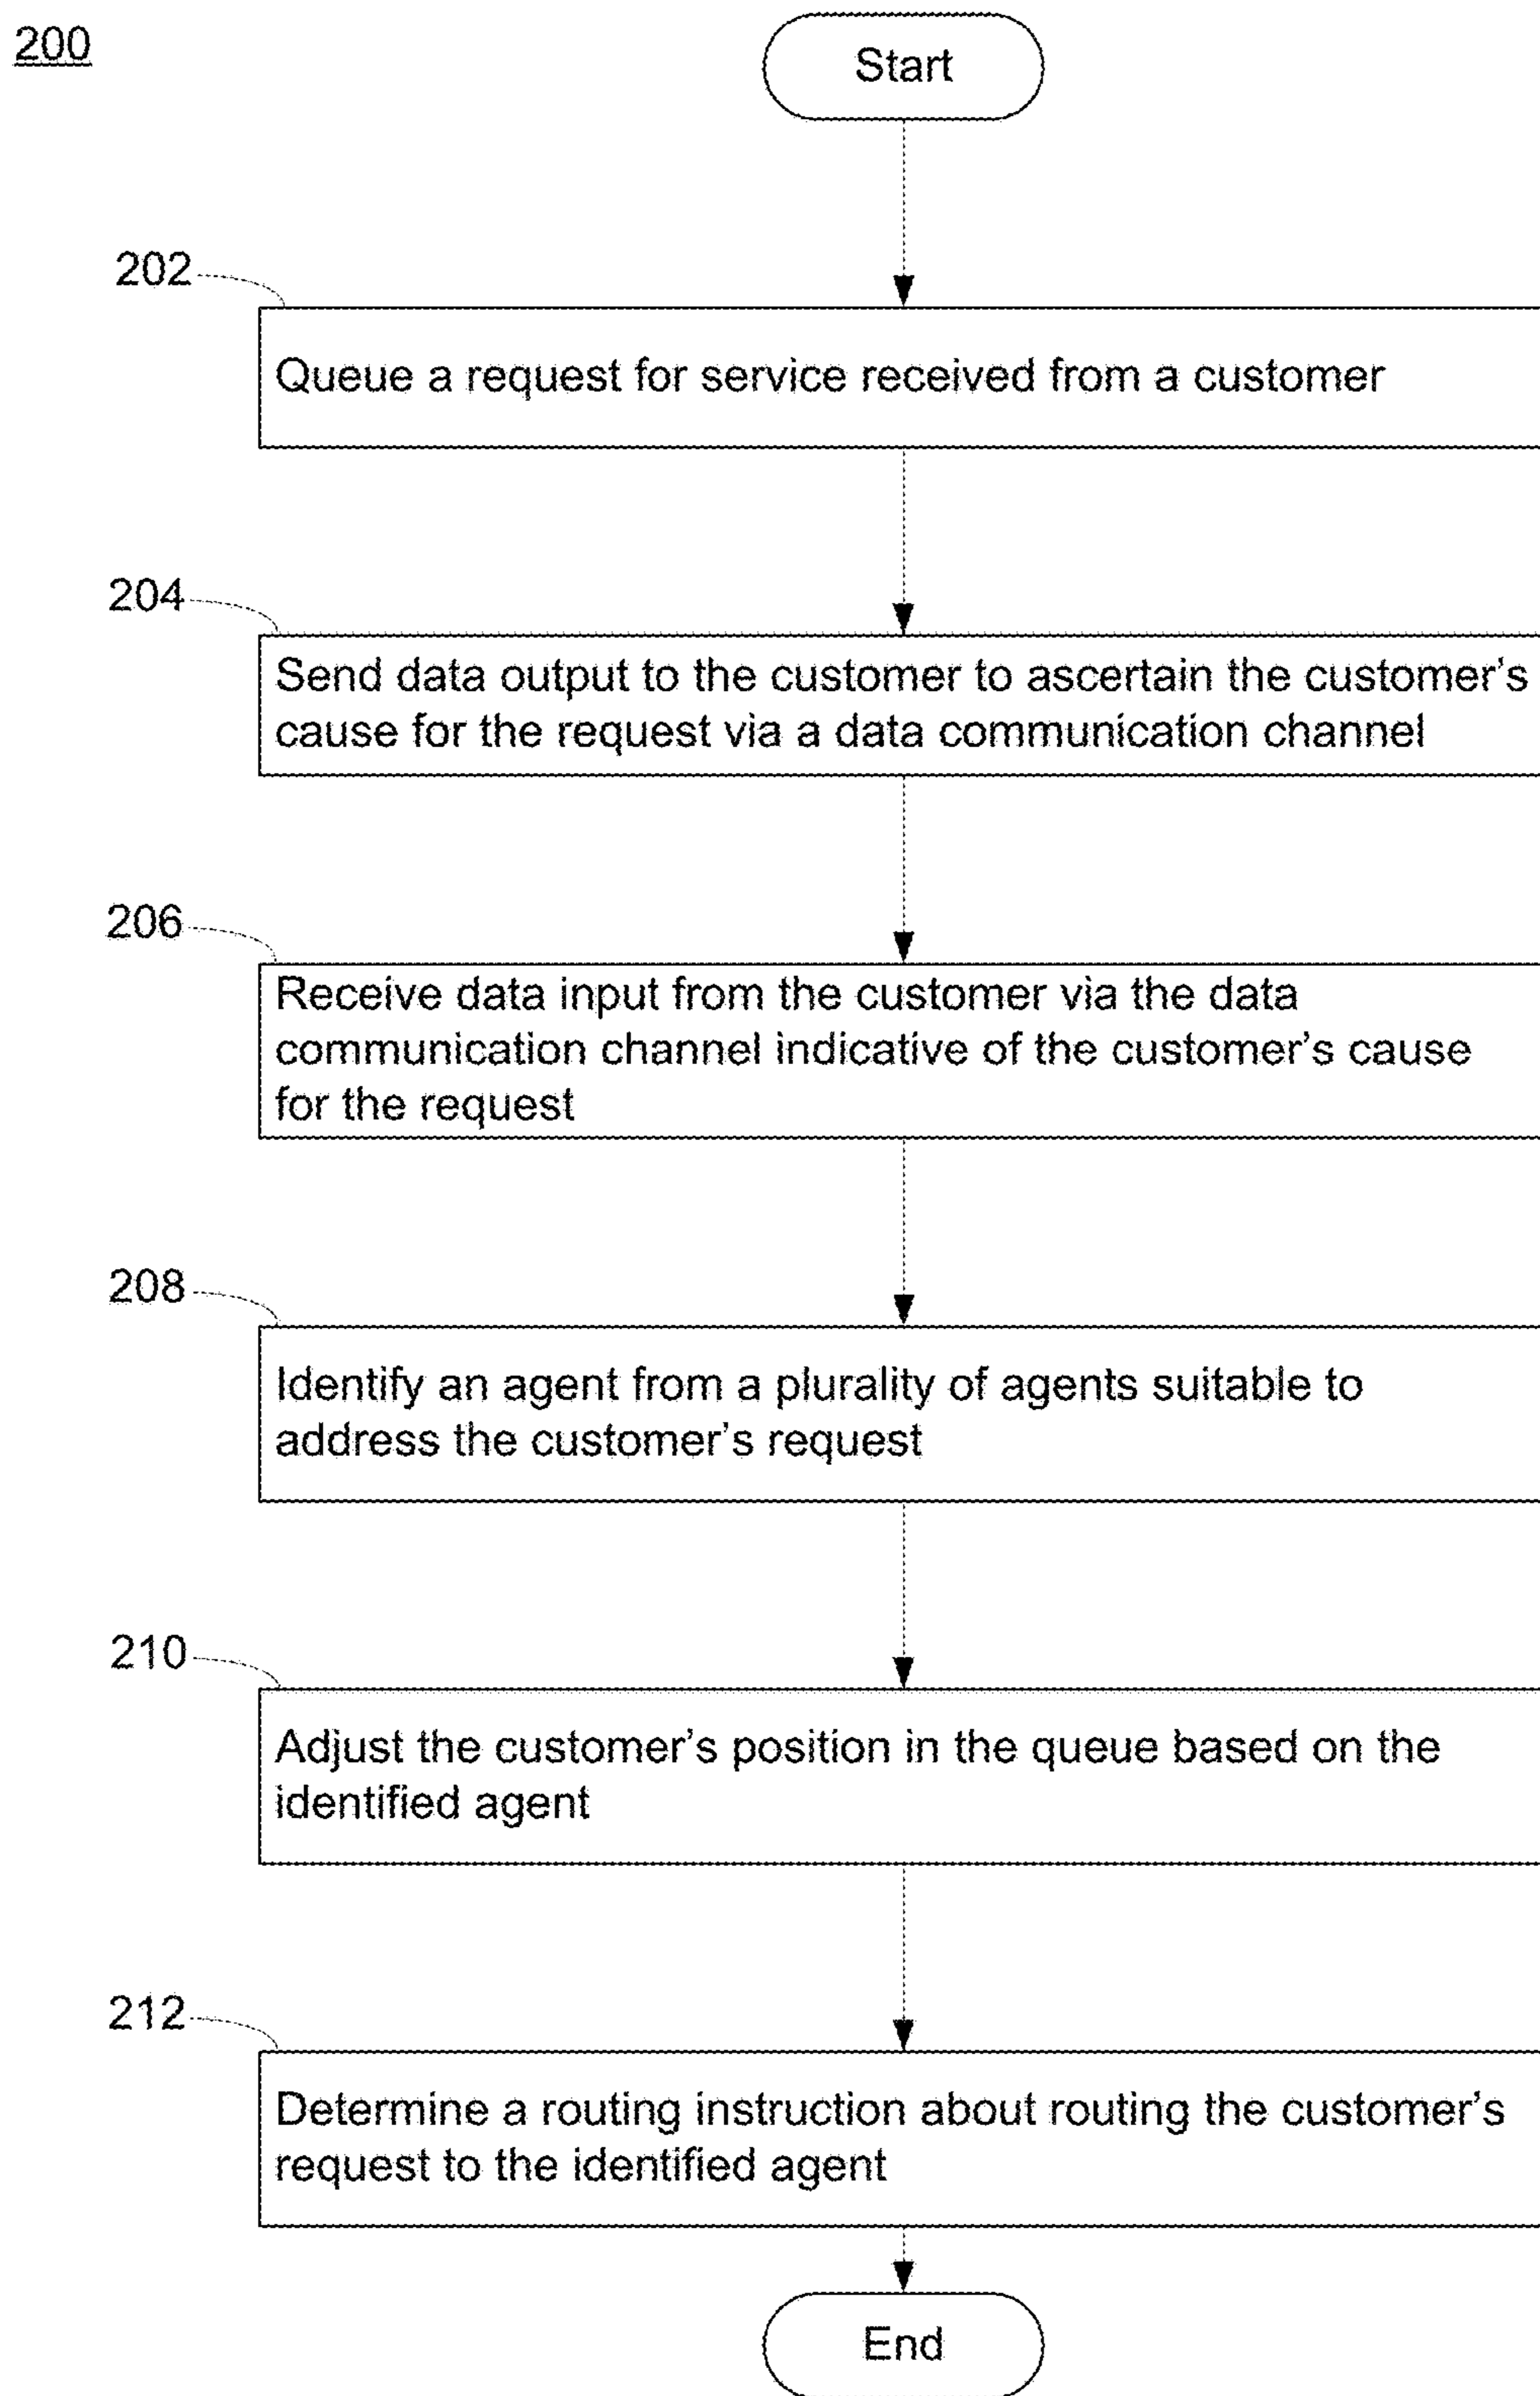 200
Start
202
Queue a request for service received from a customer
204
Send data output to the customer to ascertain the customer's
cause for the request via a data communication channel
206
Receive data input from the customer via the data
communication channel indicative of the customer's cause
for the request
208
Identify an agent from a plurality of agents suitable to
address the customer's request
210
Adjust the customer's position in the queue based on the
identified agent
212
Determine a routing instruction about routing the customer's
request to the identified agent
End